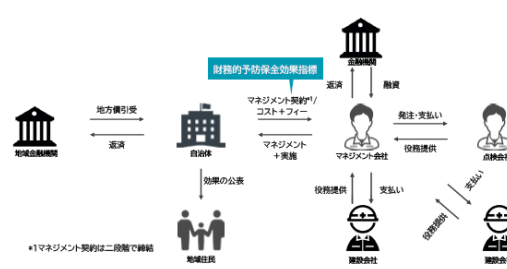 金融機関
財務的予防保全効果指標
返済
融資
地方債引受
マネジメント契約*1/
コスト+フィー
発注・支払い
返済
マネジメント
+実施
役務提供
地域金融機関
自治体
マネジメント会社
点検会社
効果の公表
役務提供
支払い
支払い
役務提供
*1マネジメント契約は二段階で締結
地域住民
建設会社
建設会社